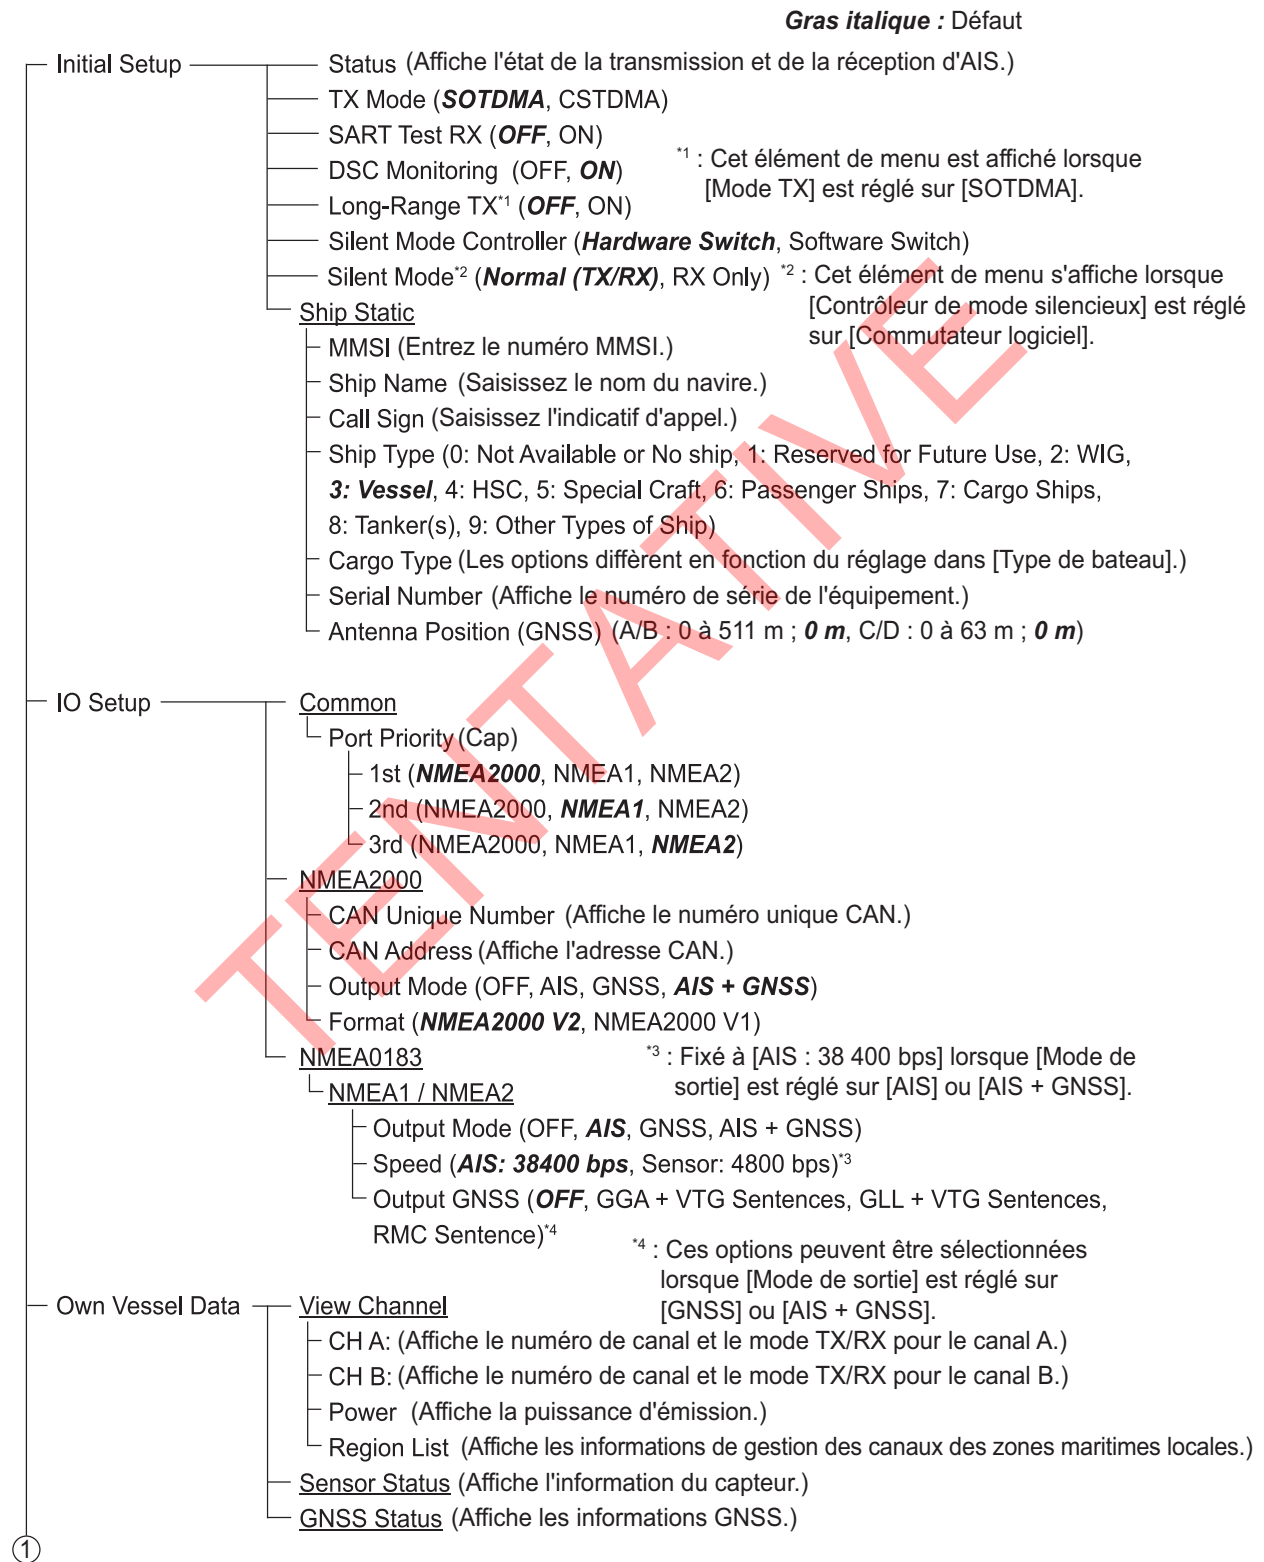 Gras italique : Défaut
Initial Setup
Status (Affiche l'état de la transmission et de la réception d'AIS.)
TX Mode (SOTDMA, CSTDMA)
SART Test RX (OFF, ON)
DSC Monitoring (OFF, ON)
*1 : Cet élément de menu est affiché lorsque
[Mode TX] est réglé sur [SOTDMA].
Long-Range TX*1 (OFF, ON)
Silent Mode Controller (Hardware Switch, Software Switch)
Silent Mode*2 (Normal (TX/RX), RX Only)
*2 : Cet élément de menu s'affiche lorsque
[Contrôleur de mode silencieux] est réglé
sur [Commutateur logiciel].
Ship Static
MMSI (Entrez le numéro MMSI.)
Ship Name (Saisissez le nom du navire.)
Call Sign (Saisissez l'indicatif d'appel.)
Ship Type (0: Not Available or No ship, 1: Reserved for Future Use, 2: WIG,
3: Vessel, 4: HSC, 5: Special Craft, 6: Passenger Ships, 7: Cargo Ships,
8: Tanker(s), 9: Other Types of Ship)
Cargo Type (Les options diffèrent en fonction du réglage dans [Type de bateau].)
Serial Number (Affiche le numéro de série de l'équipement.)
Antenna Position (GNSS) (A/B : 0 à 511 m ; 0 m, C/D : 0 à 63 m ; 0 m)
IO Setup
Common
Port Priority (Cap)
1st (NMEA2000, NMEA1, NMEA2)
2nd (NMEA2000, NMEA1, NMEA2)
3rd (NMEA2000, NMEA1, NMEA2)
NMEA2000
CAN Unique Number (Affiche le numéro unique CAN.)
CAN Address (Affiche l'adresse CAN.)
Output Mode (OFF, AIS, GNSS, AIS + GNSS)
Format (NMEA2000 V2, NMEA2000 V1)
NMEA0183
*3 : Fixé à [AIS : 38 400 bps] lorsque [Mode de
sortie] est réglé sur [AIS] ou [AIS + GNSS].
NMEA1 / NMEA2
Output Mode (OFF, AIS, GNSS, AIS + GNSS)
Speed (AIS: 38400 bps, Sensor: 4800 bps)*3
Output GNSS (OFF, GGA + VTG Sentences, GLL + VTG Sentences,
RMC Sentence)*4
*4 : Ces options peuvent être sélectionnées
lorsque [Mode de sortie] est réglé sur
[GNSS] ou [AIS + GNSS].
Own Vessel Data
View Channel
CH A: (Affiche le numéro de canal et le mode TX/RX pour le canal A.)
CH B: (Affiche le numéro de canal et le mode TX/RX pour le canal B.)
Power (Affiche la puissance d'émission.)
Region List (Affiche les informations de gestion des canaux des zones maritimes locales.)
Sensor Status (Affiche l'information du capteur.)
GNSS Status (Affiche les informations GNSS.)
1
TENTATIVE